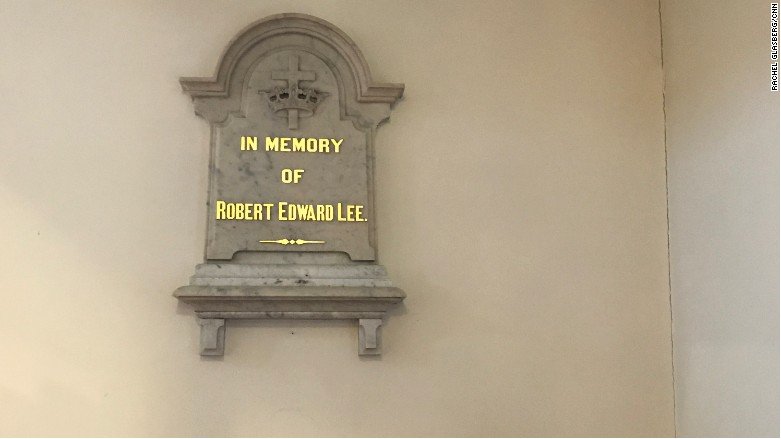 IN MEMORY
OF
ROBERT EDWARD LEE.
RACHEL GLASBERG/CNN